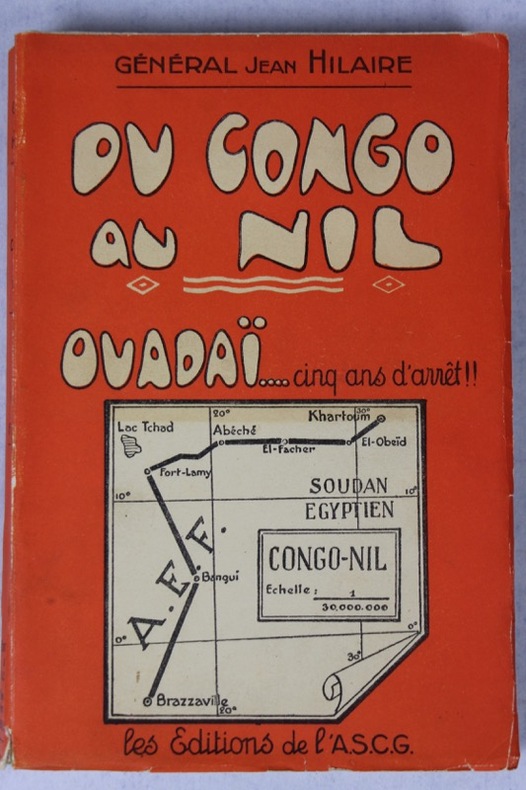 GÉNÉRAL JEAN HILAIRE
DU CONGO
AU NIL
OUADAÏ.... cinq ans d'arrêt!!
20°
30°
Khartoum
Lac Tchad
Abéché
El-Facher
El-Obeïd
Fort-Lamy
10°
10°
SOUDAN
EGYPTIEN
A.E.F.
CONGO-NIL
Echelle: 1
30.000.000
Bangui
0°
0°
30°
Brazzaville
20°
les Editions de l'A.S.C.G.